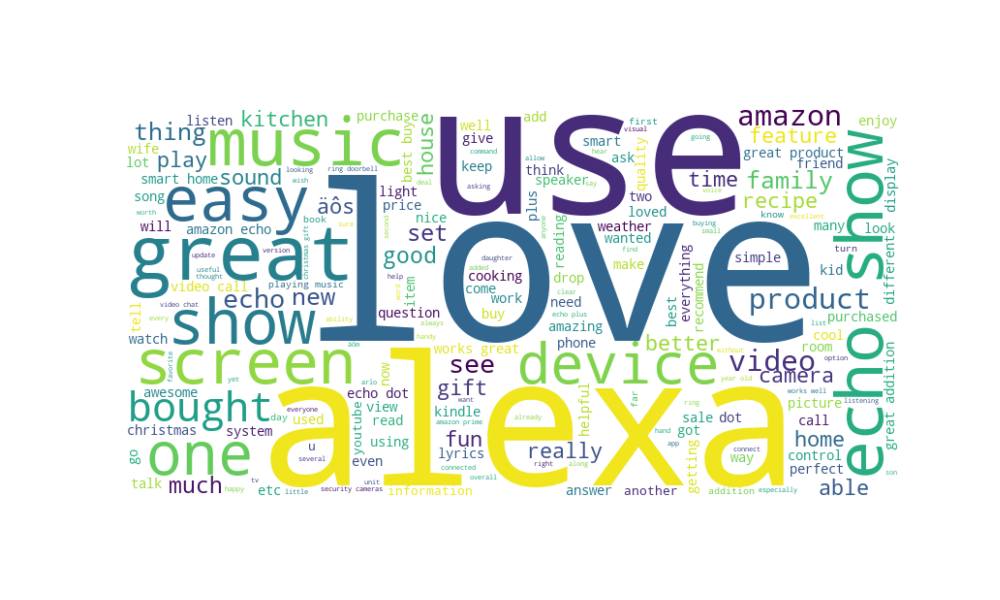 love
use
alexa
great
easy
music
show
screen
one
bought
device
echo show
product
video
amazon
family
feature
recipe
time
kitchen
house
listen
purchase
best buy
thing
wife
lot
play
sound
smart home
song
will
amazon echo
book
light
price
nice
äôs
set
good
item
christmas gift
looking
ring doorbell
wish
worth
sure
second
update
version
useful
thought
playing music
help
video call
echo
new
tell
video chat
watch
every
ability
question
word
always
handy
come
work
buy
cooking
daughter
added
well
give
keep
command
asking
add
allow
think
speaker
plus
anyone
reading
drop
need
phone
amazing
echo plus
clear
find
make
wanted
weather
loved
two
ask
smart
first
visual
quality
hear
say
going
voice
deal
great product
friend
know
excellent
buying
small
simple
many
kid
turn
look
different
display
enjoy
everything
recommend
best
better
list
cool
purchased
room
option
camera
without
year old
works well
listening
picture
call
home
control
perfect
able
great addition
son
especially
sale
dot
got
way
getting
ring
far
hand
app
connect
helpful
addition
another
answer
along
right
really
already
want
fun
lyrics
amazon prime
kindle
gift
see
works great
now
view
read
using
youtube
even
echo dot
arlo
used
day
everyone
u
several
system
yet
favorite
awesome
christmas
go
talk
much
happy
etc
little
tv
unit
security cameras
information
connected
overall
äôm